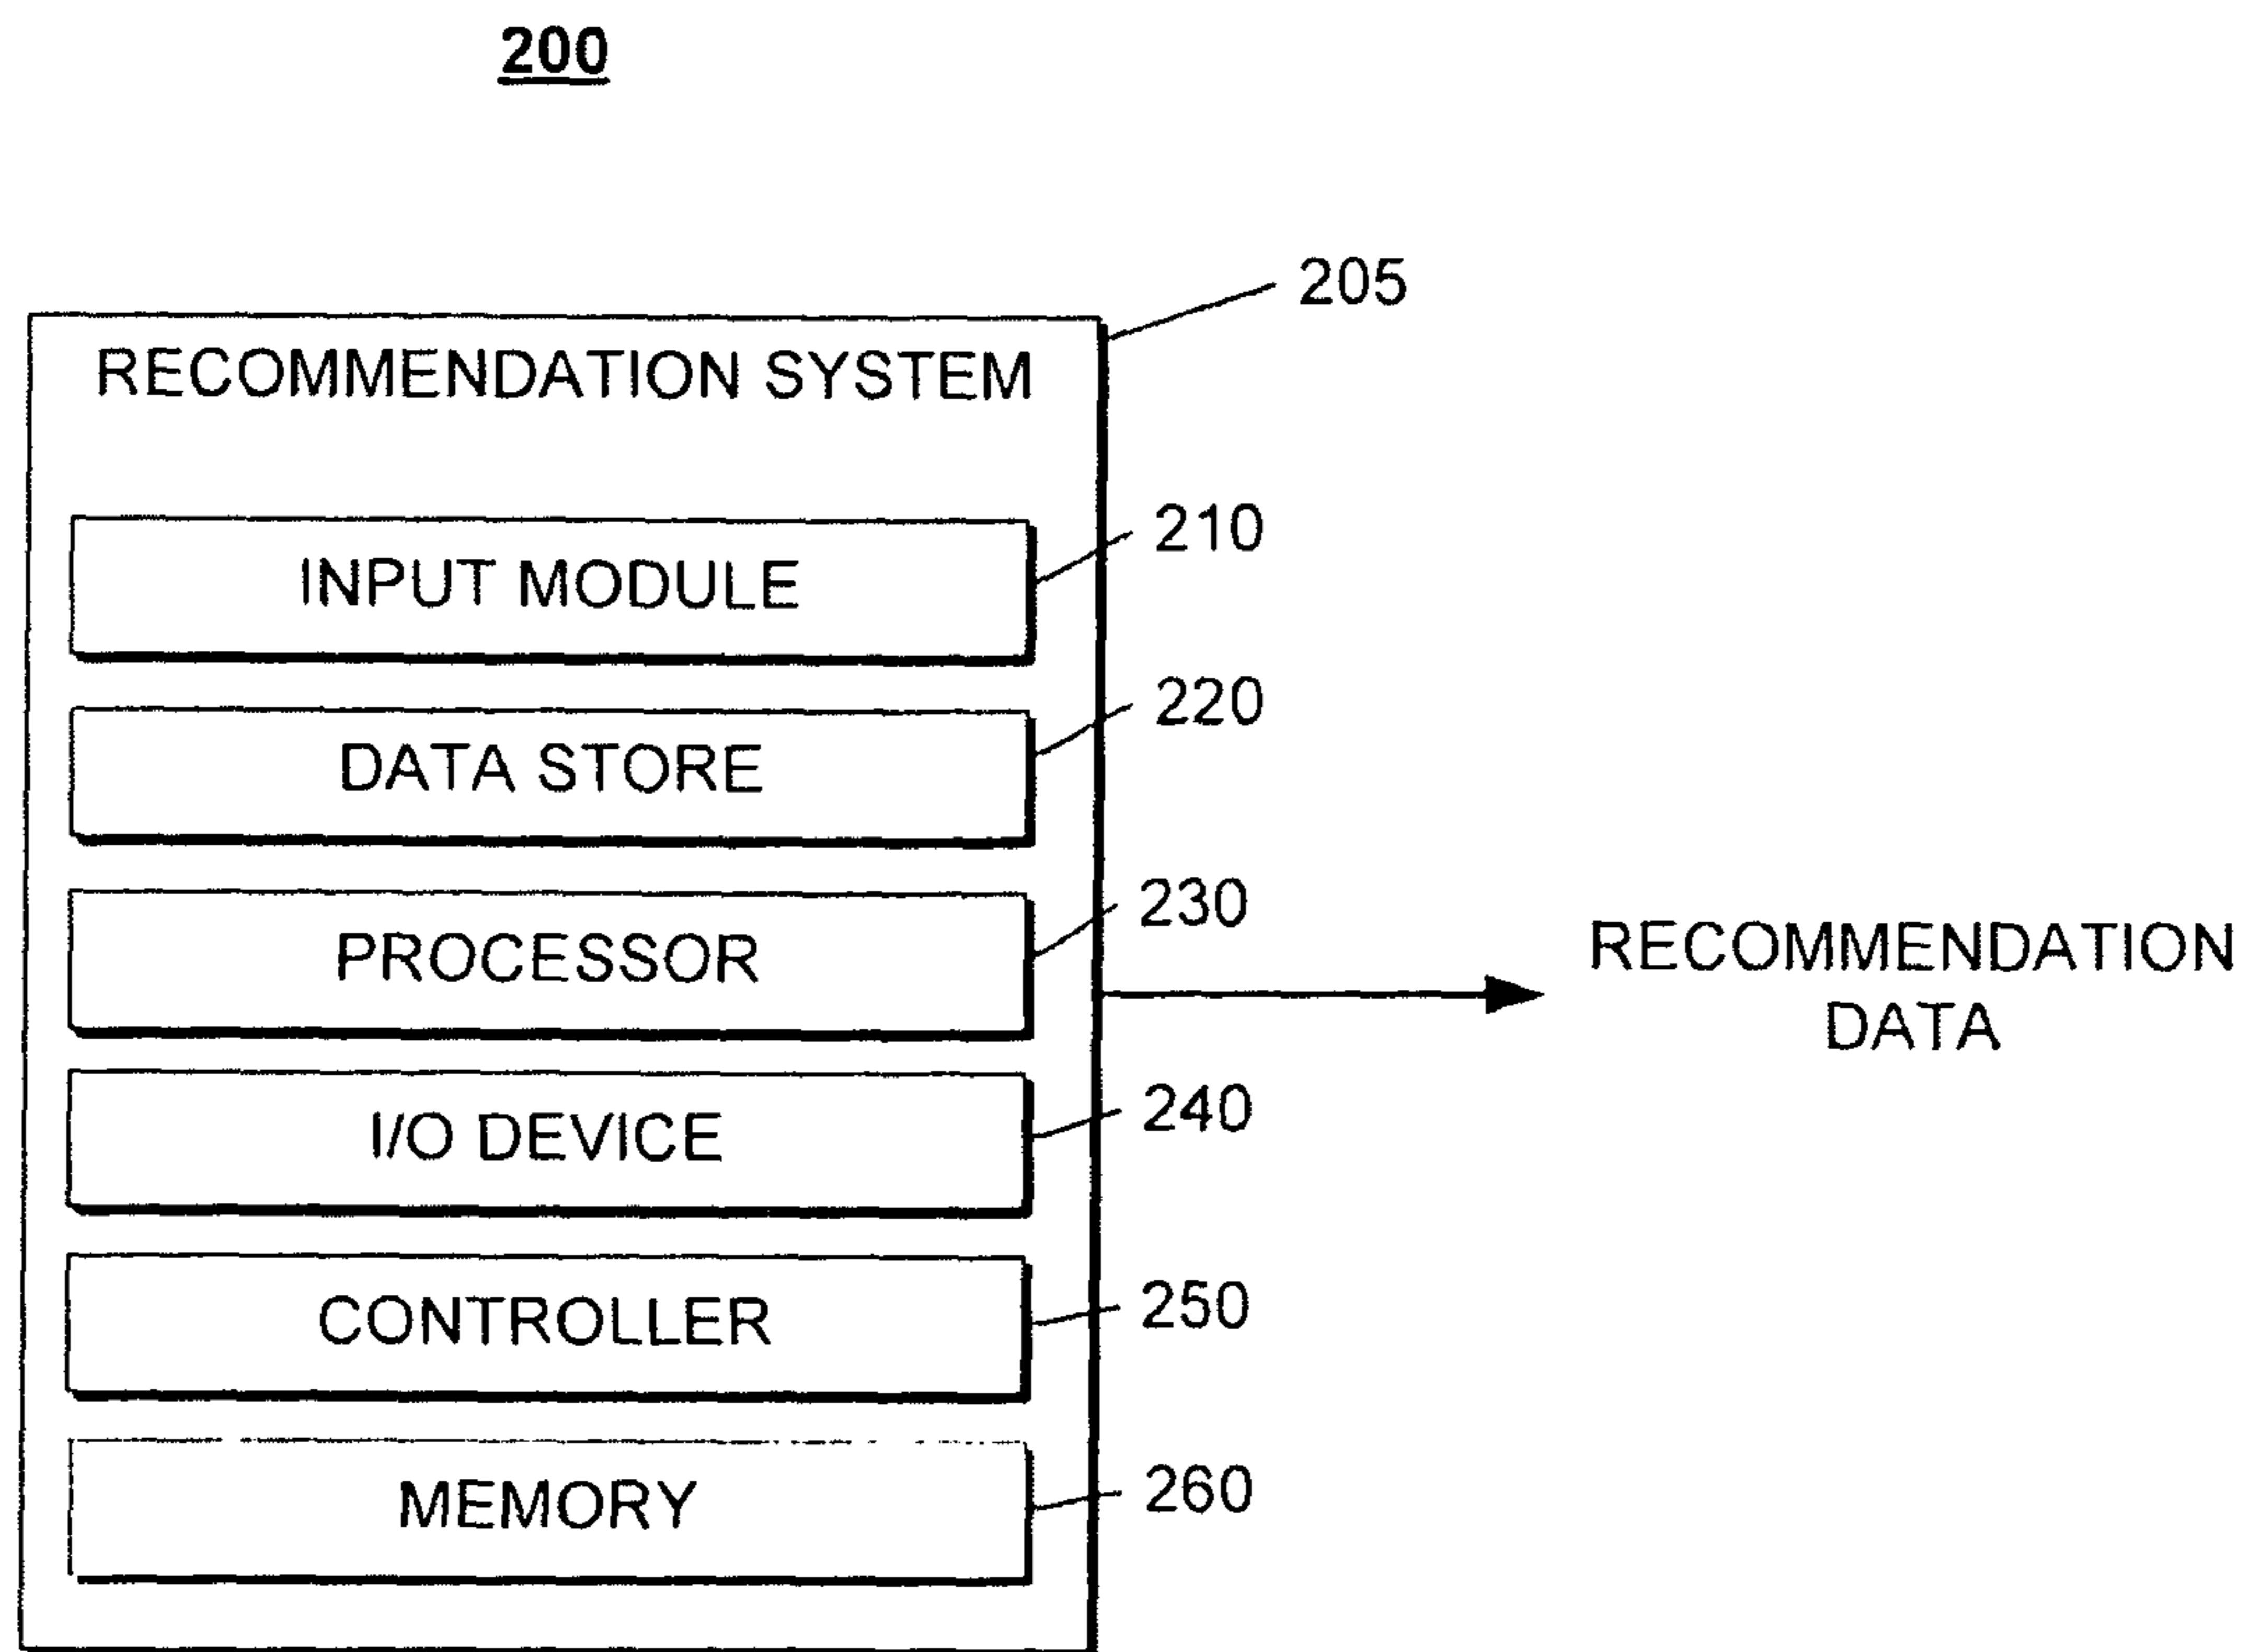 200
205
RECOMMENDATION SYSTEM
210
INPUT MODULE
220
DATA STORE
230
PROCESSOR
RECOMMENDATION
DATA
240
I/O DEVICE
250
CONTROLLER
260
MEMORY